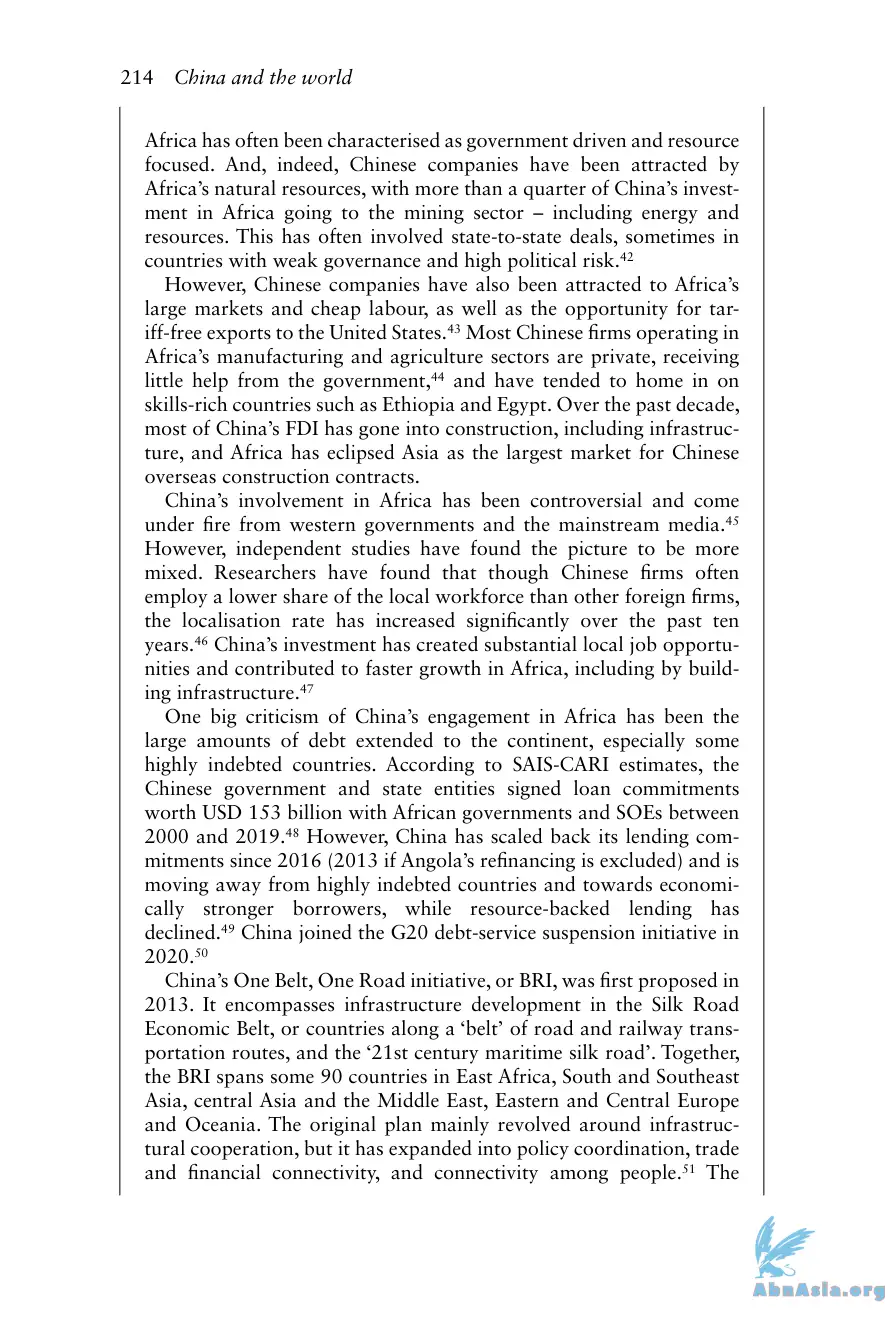 214 China and the world
Africa has often been characterised as government driven and resource
focused. And, indeed, Chinese companies have been attracted by
Africa’s natural resources, with more than a quarter of China’s invest-
ment in Africa going to the mining sector – including energy and
resources. This has often involved state-to-state deals, sometimes in
countries with weak governance and high political risk.⁴²
However, Chinese companies have also been attracted to Africa’s
large markets and cheap labour, as well as the opportunity for tar-
iff-free exports to the United States.⁴³ Most Chinese firms operating in
Africa’s manufacturing and agriculture sectors are private, receiving
little help from the government,⁴⁴ and have tended to home in on
skills-rich countries such as Ethiopia and Egypt. Over the past decade,
most of China’s FDI has gone into construction, including infrastruc-
ture, and Africa has eclipsed Asia as the largest market for Chinese
overseas construction contracts.
China’s involvement in Africa has been controversial and come
under fire from western governments and the mainstream media.⁴⁵
However, independent studies have found the picture to be more
mixed. Researchers have found that though Chinese firms often
employ a lower share of the local workforce than other foreign firms,
the localisation rate has increased significantly over the past ten
years.⁴⁶ China’s investment has created substantial local job opportu-
nities and contributed to faster growth in Africa, including by build-
ing infrastructure.⁴⁷
One big criticism of China’s engagement in Africa has been the
large amounts of debt extended to the continent, especially some
highly indebted countries. According to SAIS-CARI estimates, the
Chinese government and state entities signed loan commitments
worth USD 153 billion with African governments and SOEs between
2000 and 2019.⁴⁸ However, China has scaled back its lending com-
mitments since 2016 (2013 if Angola’s refinancing is excluded) and is
moving away from highly indebted countries and towards economi-
cally stronger borrowers, while resource-backed lending has
declined.⁴⁹ China joined the G20 debt-service suspension initiative in
2020.⁵⁰
China’s One Belt, One Road initiative, or BRI, was first proposed in
2013. It encompasses infrastructure development in the Silk Road
Economic Belt, or countries along a ‘belt’ of road and railway trans-
portation routes, and the ‘21st century maritime silk road’. Together,
the BRI spans some 90 countries in East Africa, South and Southeast
Asia, central Asia and the Middle East, Eastern and Central Europe
and Oceania. The original plan mainly revolved around infrastruc-
tural cooperation, but it has expanded into policy coordination, trade
and financial connectivity, and connectivity among people.⁵¹ The
AbnAsia.org